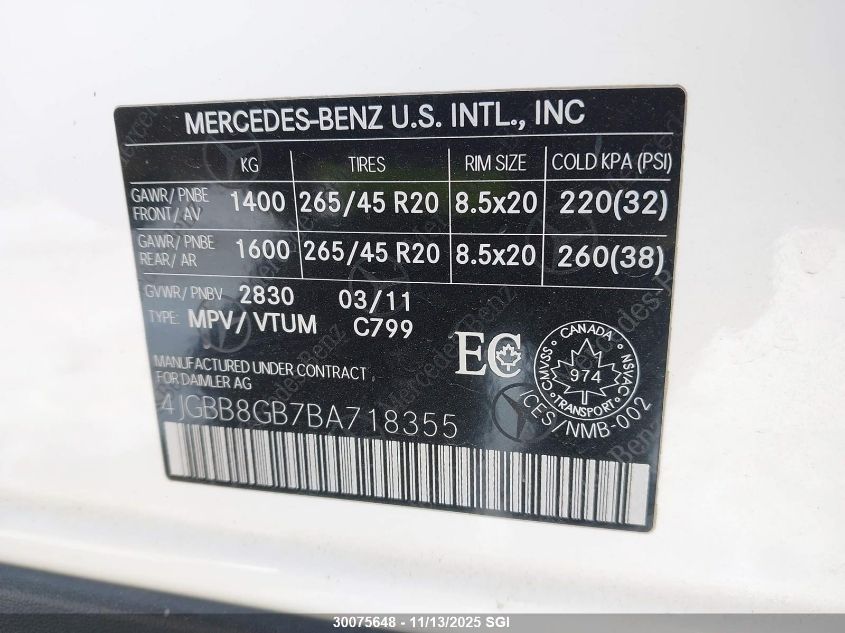 MERCEDES-BENZ U.S. INTL., INC
KG TIRES RIM SIZE COLD KPA (PSI)
GAWR/ PNBE FRONT/ AV 1400 265/45 R20 8.5x20 220(32)
GAWR/ PNBE REAR/ AR 1600 265/45 R20 8.5x20 260(38)
GVWR/ PNBV 2830 03/11
TYPE: MPV/VTUM C799
MANUFACTURED UNDER CONTRACT
FOR DAIMLER AG
EC
CANADA
CMVSS 974 NSVAC
TRANSPORT
ICES/NMB-002
4JGBB8GB7BA718355
30075648 - 11/13/2025 SGI